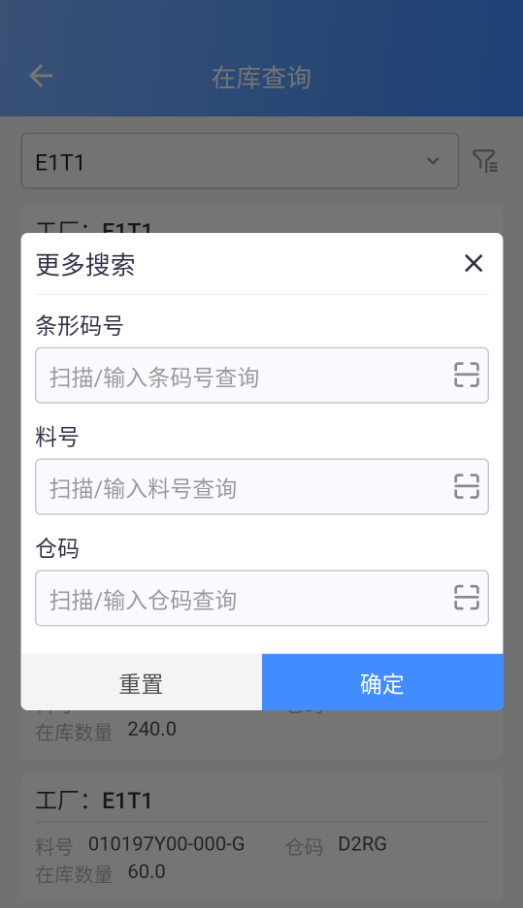 在库查询
E1T1
工厂：E1T1
更多搜索
条形码号
扫描/输入条码号查询
料号
扫描/输入料号查询
仓码
扫描/输入仓码查询
重置 确定
在库数量 240.0
工厂：E1T1
料号 010197Y00-000-G 仓码 D2RG
在库数量 60.0